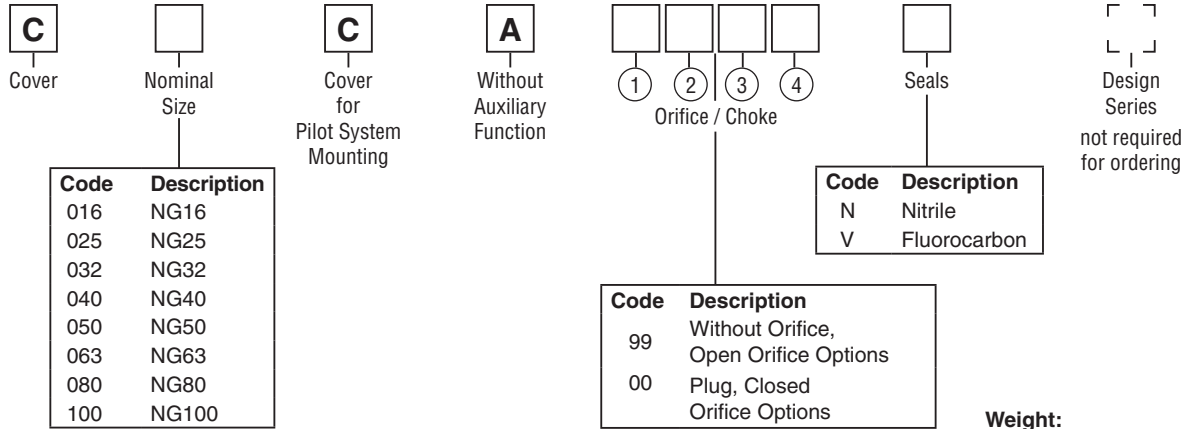 C C A
Cover
Nominal
Size
Cover
for
Pilot System
Mounting
Without
Auxiliary
Function
1 2 3 4
Orifice / Choke
Seals
Design
Series
not required
for ordering
Code Description
016 NG16
025 NG25
032 NG32
040 NG40
050 NG50
063 NG63
080 NG80
100 NG100
Code Description
99 Without Orifice,
Open Orifice Options
00 Plug, Closed
Orifice Options
Code Description
N Nitrile
V Fluorocarbon
Weight: